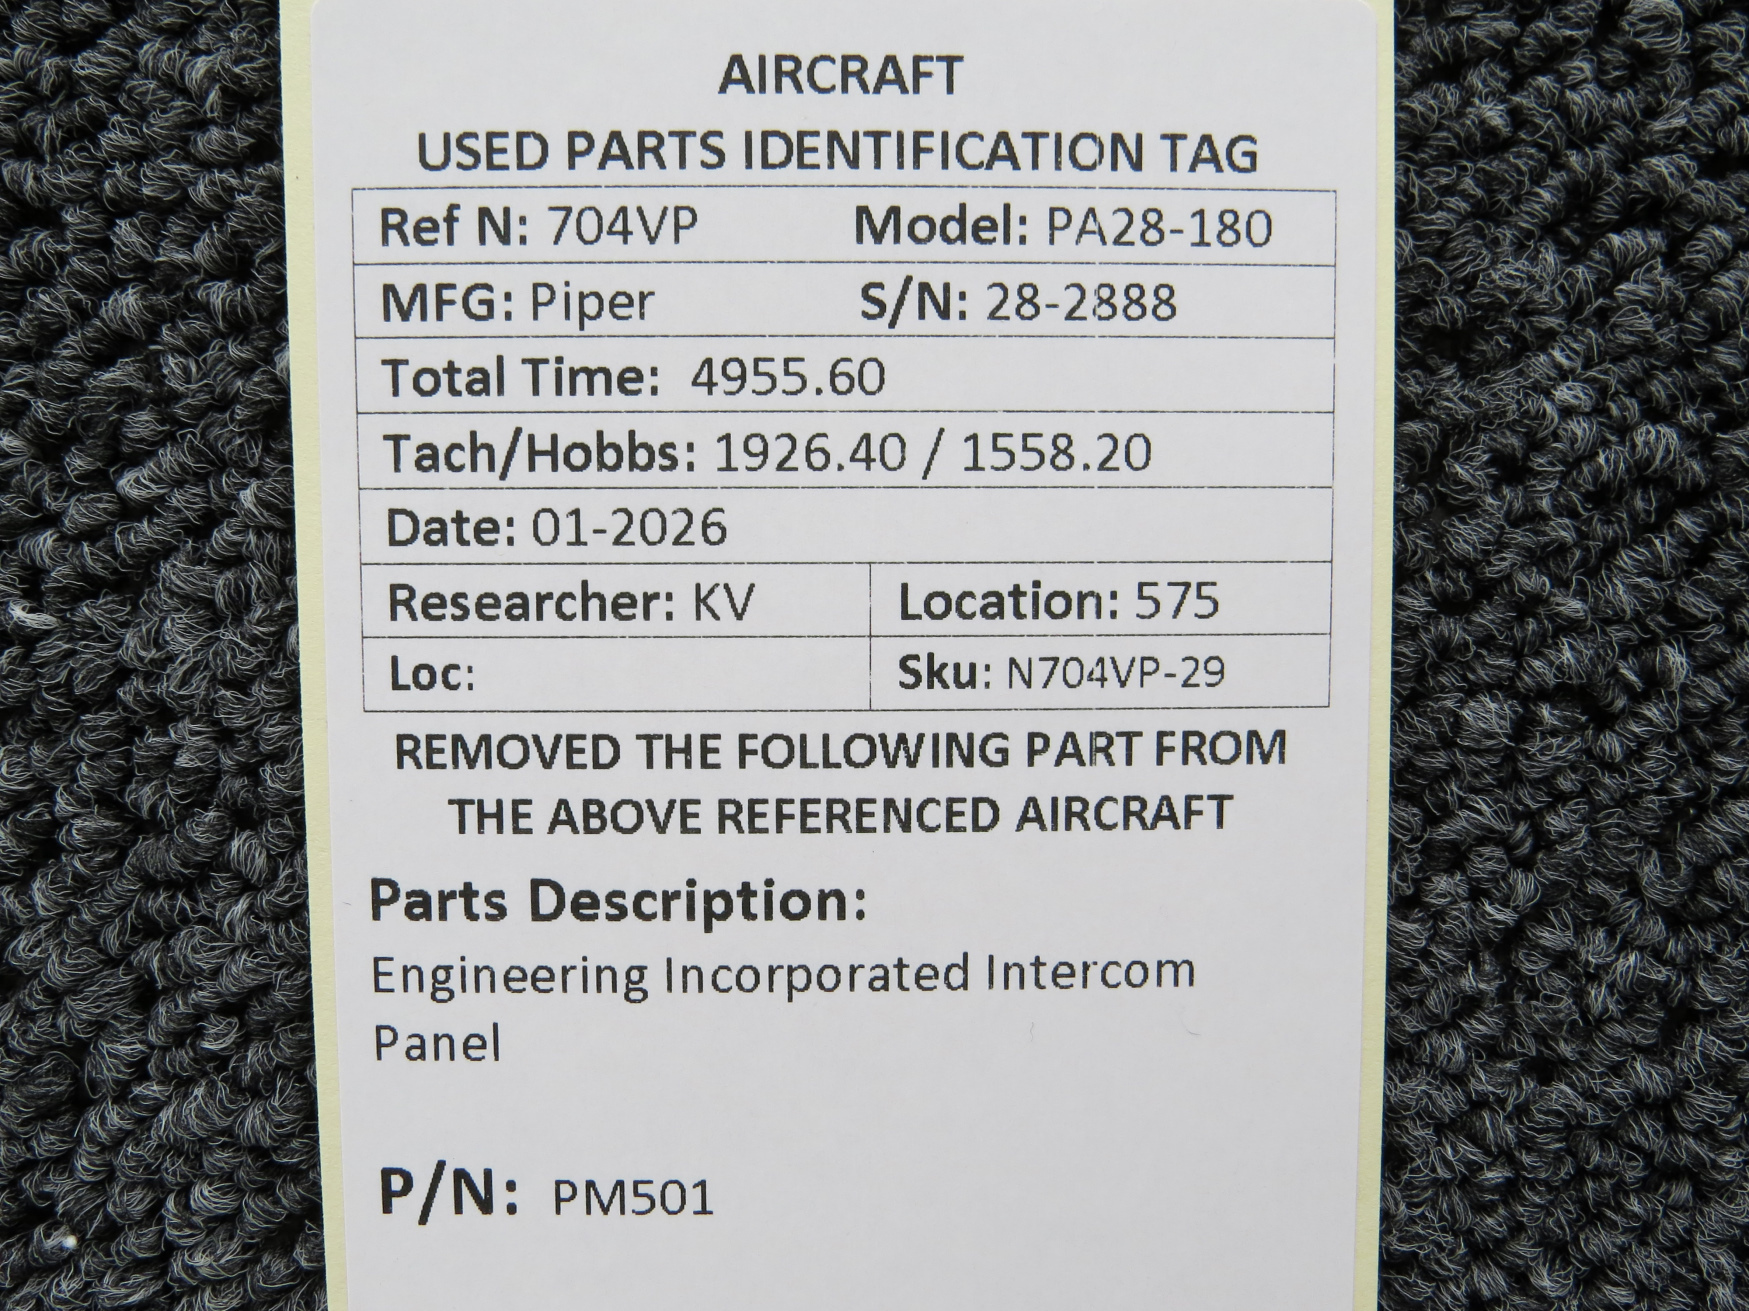 AIRCRAFT
USED PARTS IDENTIFICATION TAG
Ref N: 704VP Model: PA28-180
MFG: Piper S/N: 28-2888
Total Time: 4955.60
Tach/Hobbs: 1926.40 / 1558.20
Date: 01-2026
Researcher: KV Location: 575
Loc: Sku: N704VP-29
REMOVED THE FOLLOWING PART FROM
THE ABOVE REFERENCED AIRCRAFT
Parts Description:
Engineering Incorporated Intercom
Panel
P/N: PM501